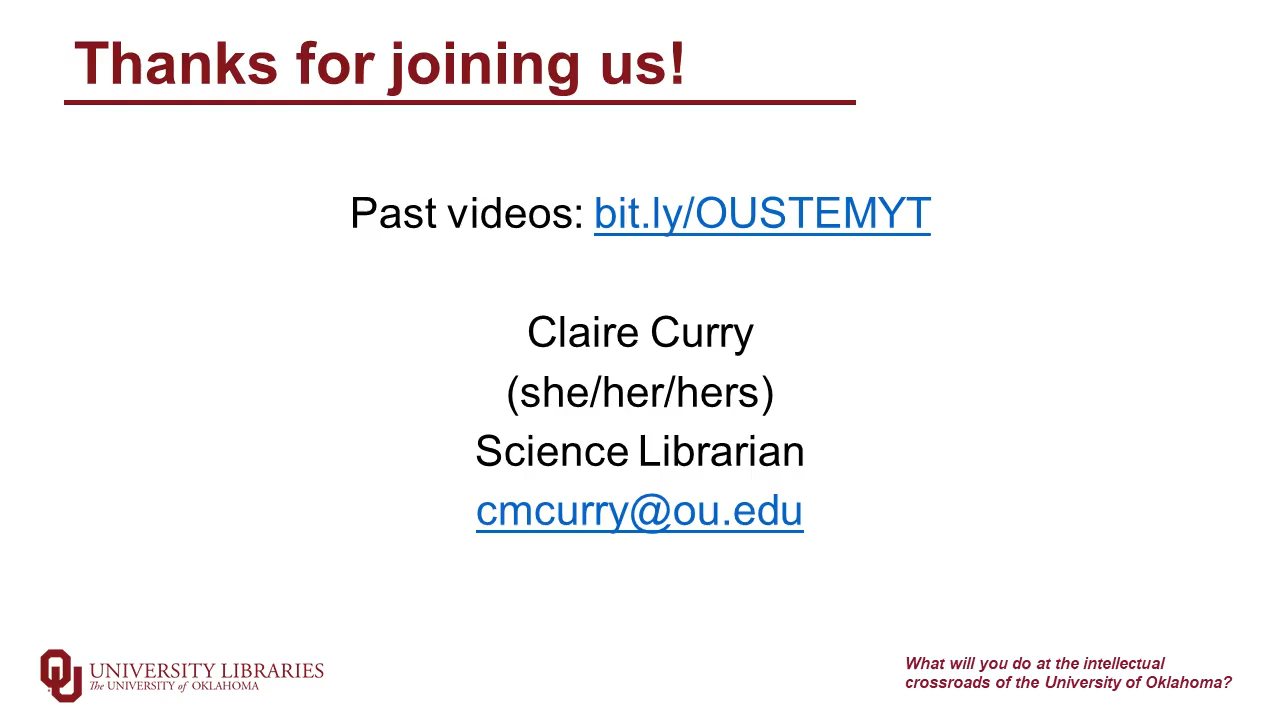 Thanks for joining us!
Past videos: bit.ly/OUSTEMYT
Claire Curry
(she/her/hers)
Science Librarian
cmcurry@ou.edu
OU UNIVERSITY LIBRARIES
The UNIVERSITY of OKLAHOMA
What will you do at the intellectual
crossroads of the University of Oklahoma?